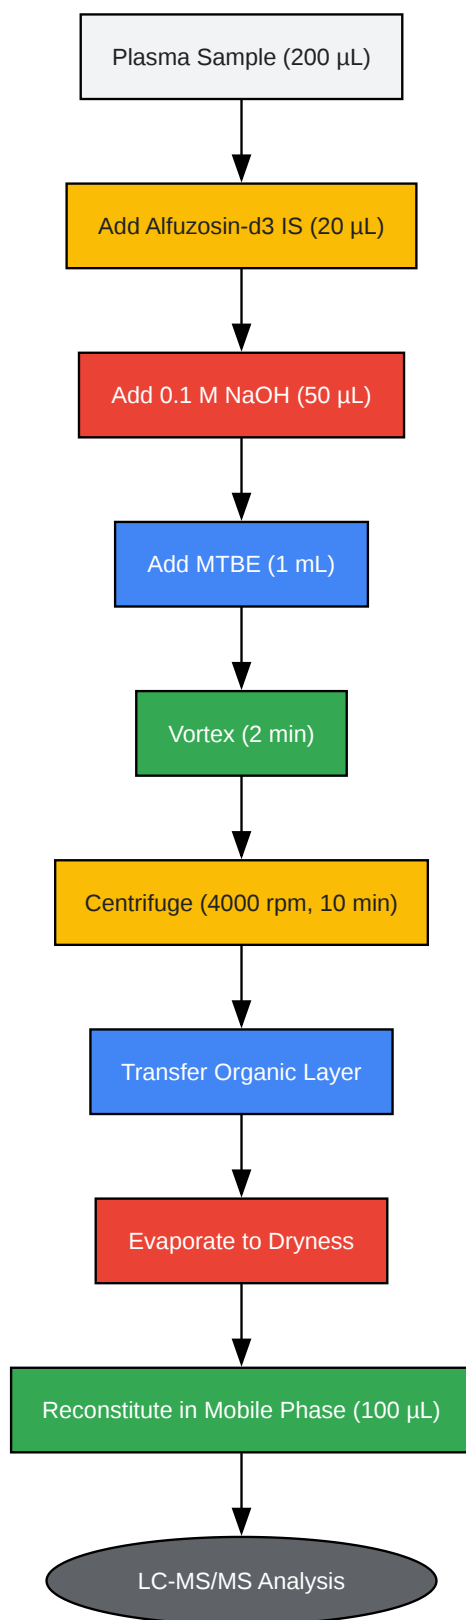 Plasma Sample (200 µL)
Add Alfuzosin-d3 IS (20 µL)
Add 0.1 M NaOH (50 µL)
Add MTBE (1 mL)
Vortex (2 min)
Centrifuge (4000 rpm, 10 min)
Transfer Organic Layer
Evaporate to Dryness
Reconstitute in Mobile Phase (100 µL)
LC-MS/MS Analysis